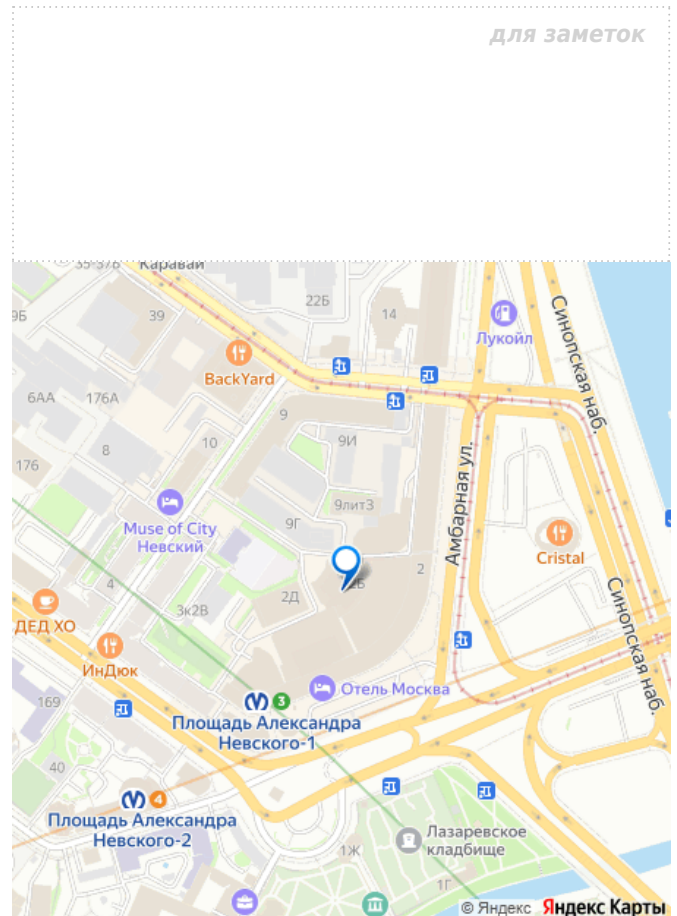 для заметок
35-37Б
Каравай
22Б
14
9Б
39
Лукойл
Синопская наб.
BackYard
6АА
176А
9
10
9И
8
176
Амбарная ул.
9лит3
Muse of City
Невский
9Г
Cristal
4
3к2В
2Д
2
Синопская наб.
ДЕД ХО
ИнДюк
Отель Москва
169
3
Площадь Александра
Невского-1
40
4
Площадь Александра
Невского-2
Лазаревское
кладбище
1Ж
1Г
© Яндекс Яндекс Карты